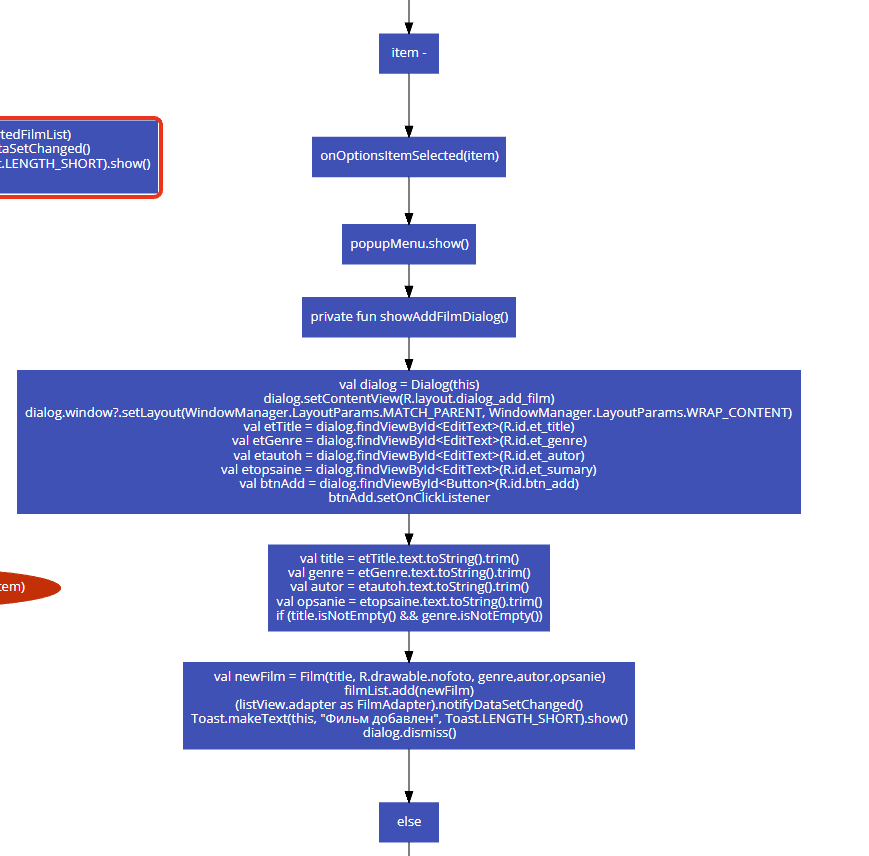 item -
tedFilmList)
taSetChanged()
t.LENGTH_SHORT).show()
onOptionsItemSelected(item)
popupMenu.show()
private fun showAddFilmDialog()
val dialog = Dialog(this)
dialog.setContentView(R.layout.dialog_add_film)
dialog.window?.setLayout(WindowManager.LayoutParams.MATCH_PARENT, WindowManager.LayoutParams.WRAP_CONTENT)
val etTitle = dialog.findViewById<EditText>(R.id.et_title)
val etGenre = dialog.findViewById<EditText>(R.id.et_genre)
val etautoh = dialog.findViewById<EditText>(R.id.et_autor)
val etopsaine = dialog.findViewById<EditText>(R.id.et_sumary)
val btnAdd = dialog.findViewById<Button>(R.id.btn_add)
btnAdd.setOnClickListener
val title = etTitle.text.toString().trim()
val genre = etGenre.text.toString().trim()
val autor = etautoh.text.toString().trim()
val opsanie = etopsaine.text.toString().trim()
if (title.isNotEmpty() && genre.isNotEmpty())
tem)
val newFilm = Film(title, R.drawable.nofoto, genre,autor,opsanie)
filmList.add(newFilm)
(listView.adapter as FilmAdapter).notifyDataSetChanged()
Toast.makeText(this, "Фильм добавлен", Toast.LENGTH_SHORT).show()
dialog.dismiss()
else